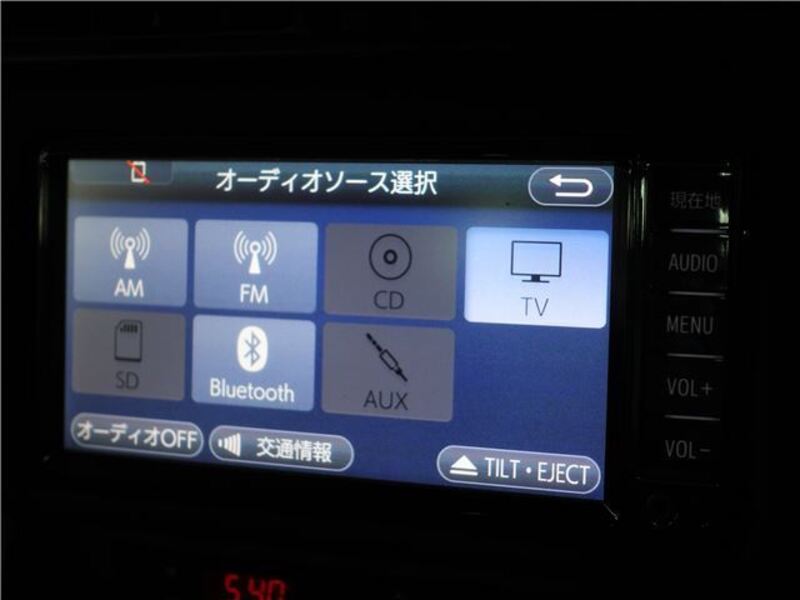 オーディオソース選択
現在地
AM
FM
CD
TV
AUDIO
MENU
SD
Bluetooth
AUX
VOL+
オーディオOFF
交通情報
TILT・EJECT
VOL-
5:40